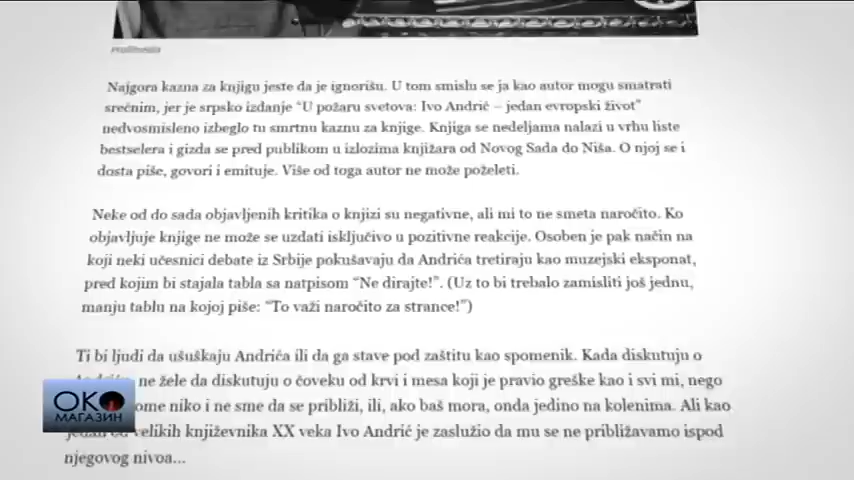 Najgora kazna za knjigu jeste da je ignorišu. U tom smislu se ja kao autor mogu smatrati
srećnim, jer je srpsko izdanje “U požaru svetova: Ivo Andrić – jedan evropski život”
nedvosmisleno izbeglo tu smrtnu kaznu za knjige. Knjiga se nedeljama nalazi u vrhu liste
bestselera i gizda se pred publikom u izlozima knjižara od Novog Sada do Niša. O njoj se i
dosta piše, govori i emituje. Više od toga autor ne može poželeti.
Neke od do sada objavljenih kritika o knjizi su negativne, ali mi to ne smeta naročito. Ko
objavljuje knjige ne može se uzdati isključivo u pozitivne reakcije. Osoben je pak način na
koji neki učesnici debate iz Srbije pokušavaju da Andrića tretiraju kao muzejski eksponat,
pred kojim bi stajala tabla sa natpisom “Ne dirajte!”. (Uz to bi trebalo zamisliti još jednu,
manju tablu na kojoj piše: “To važi naročito za strance!”)
Ti bi ljudi da ušuškaju Andrića ili da ga stave pod zaštitu kao spomenik. Kada diskutuju o
ne žele da diskutuju o čoveku od krvi i mesa koji je pravio greške kao i svi mi, nego
niko i ne sme da se približi, ili, ako baš mora, onda jedino na kolenima. Ali kao
velikih književnika XX veka Ivo Andrić je zaslužio da mu se ne približavamo ispod
njegovog nivoa...
ОКО
МАГАЗИН